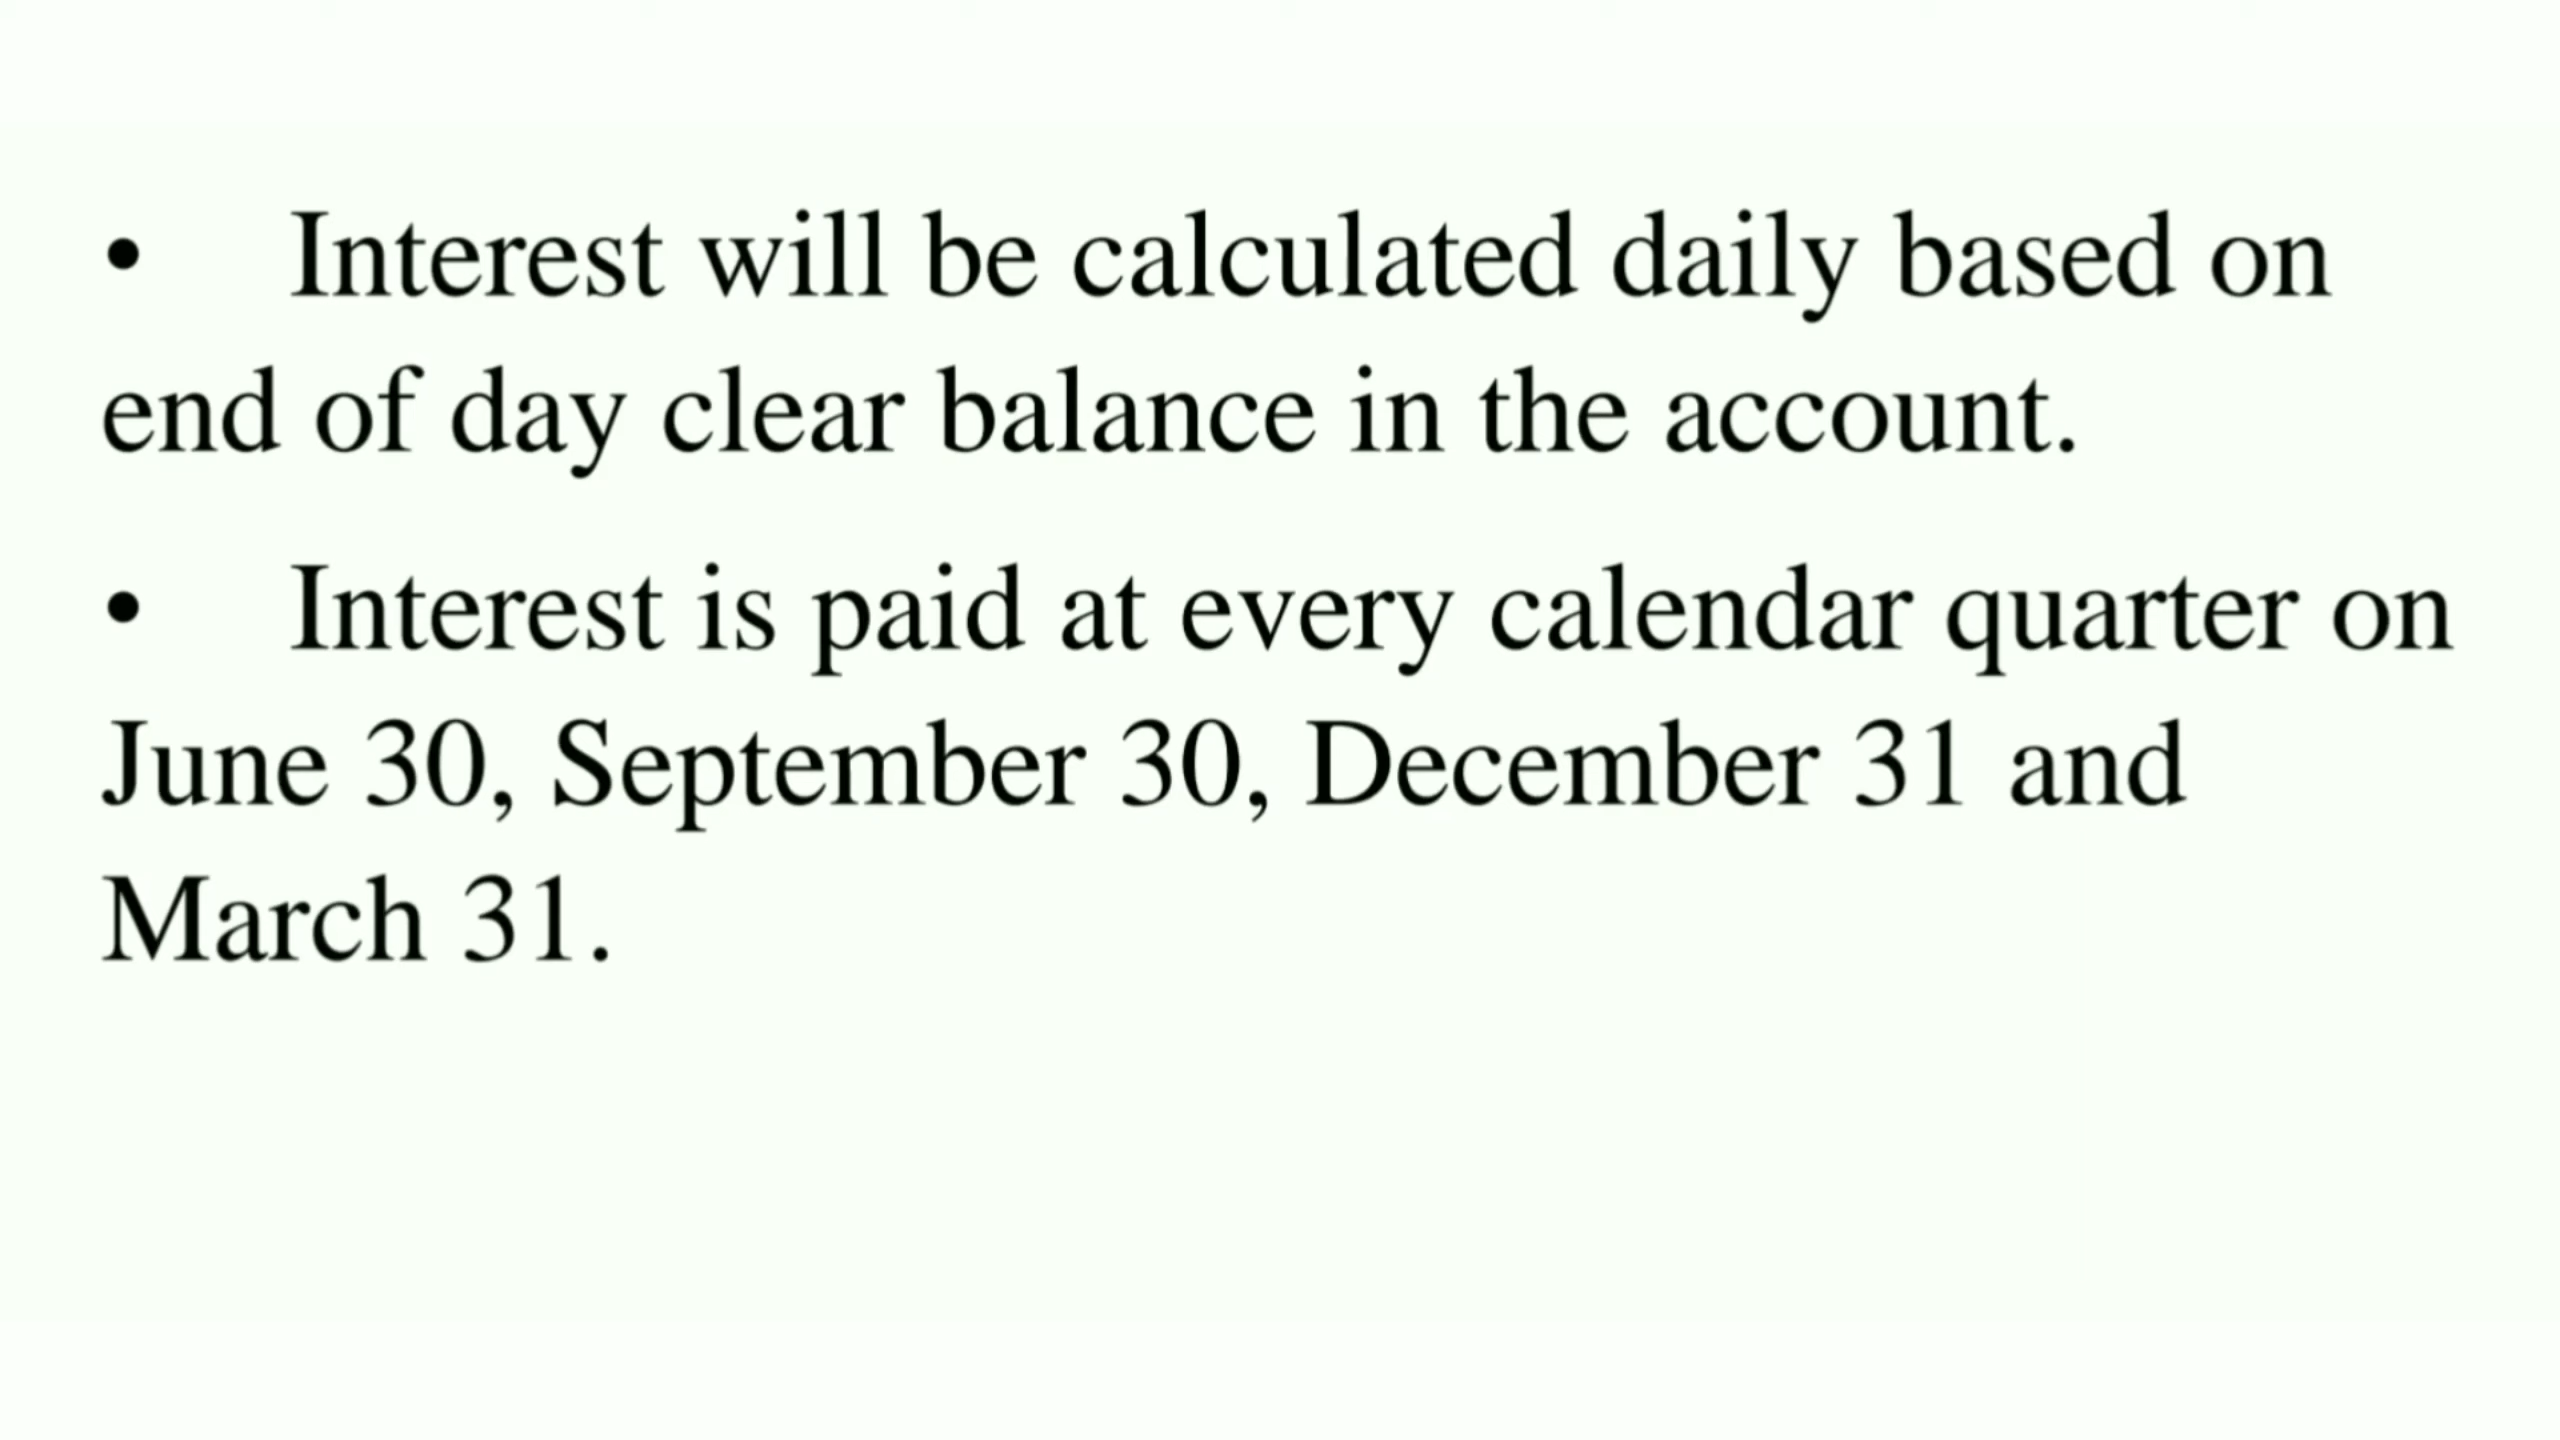 • Interest will be calculated daily based on
end of day clear balance in the account.
• Interest is paid at every calendar quarter on
June 30, September 30, December 31 and
March 31.